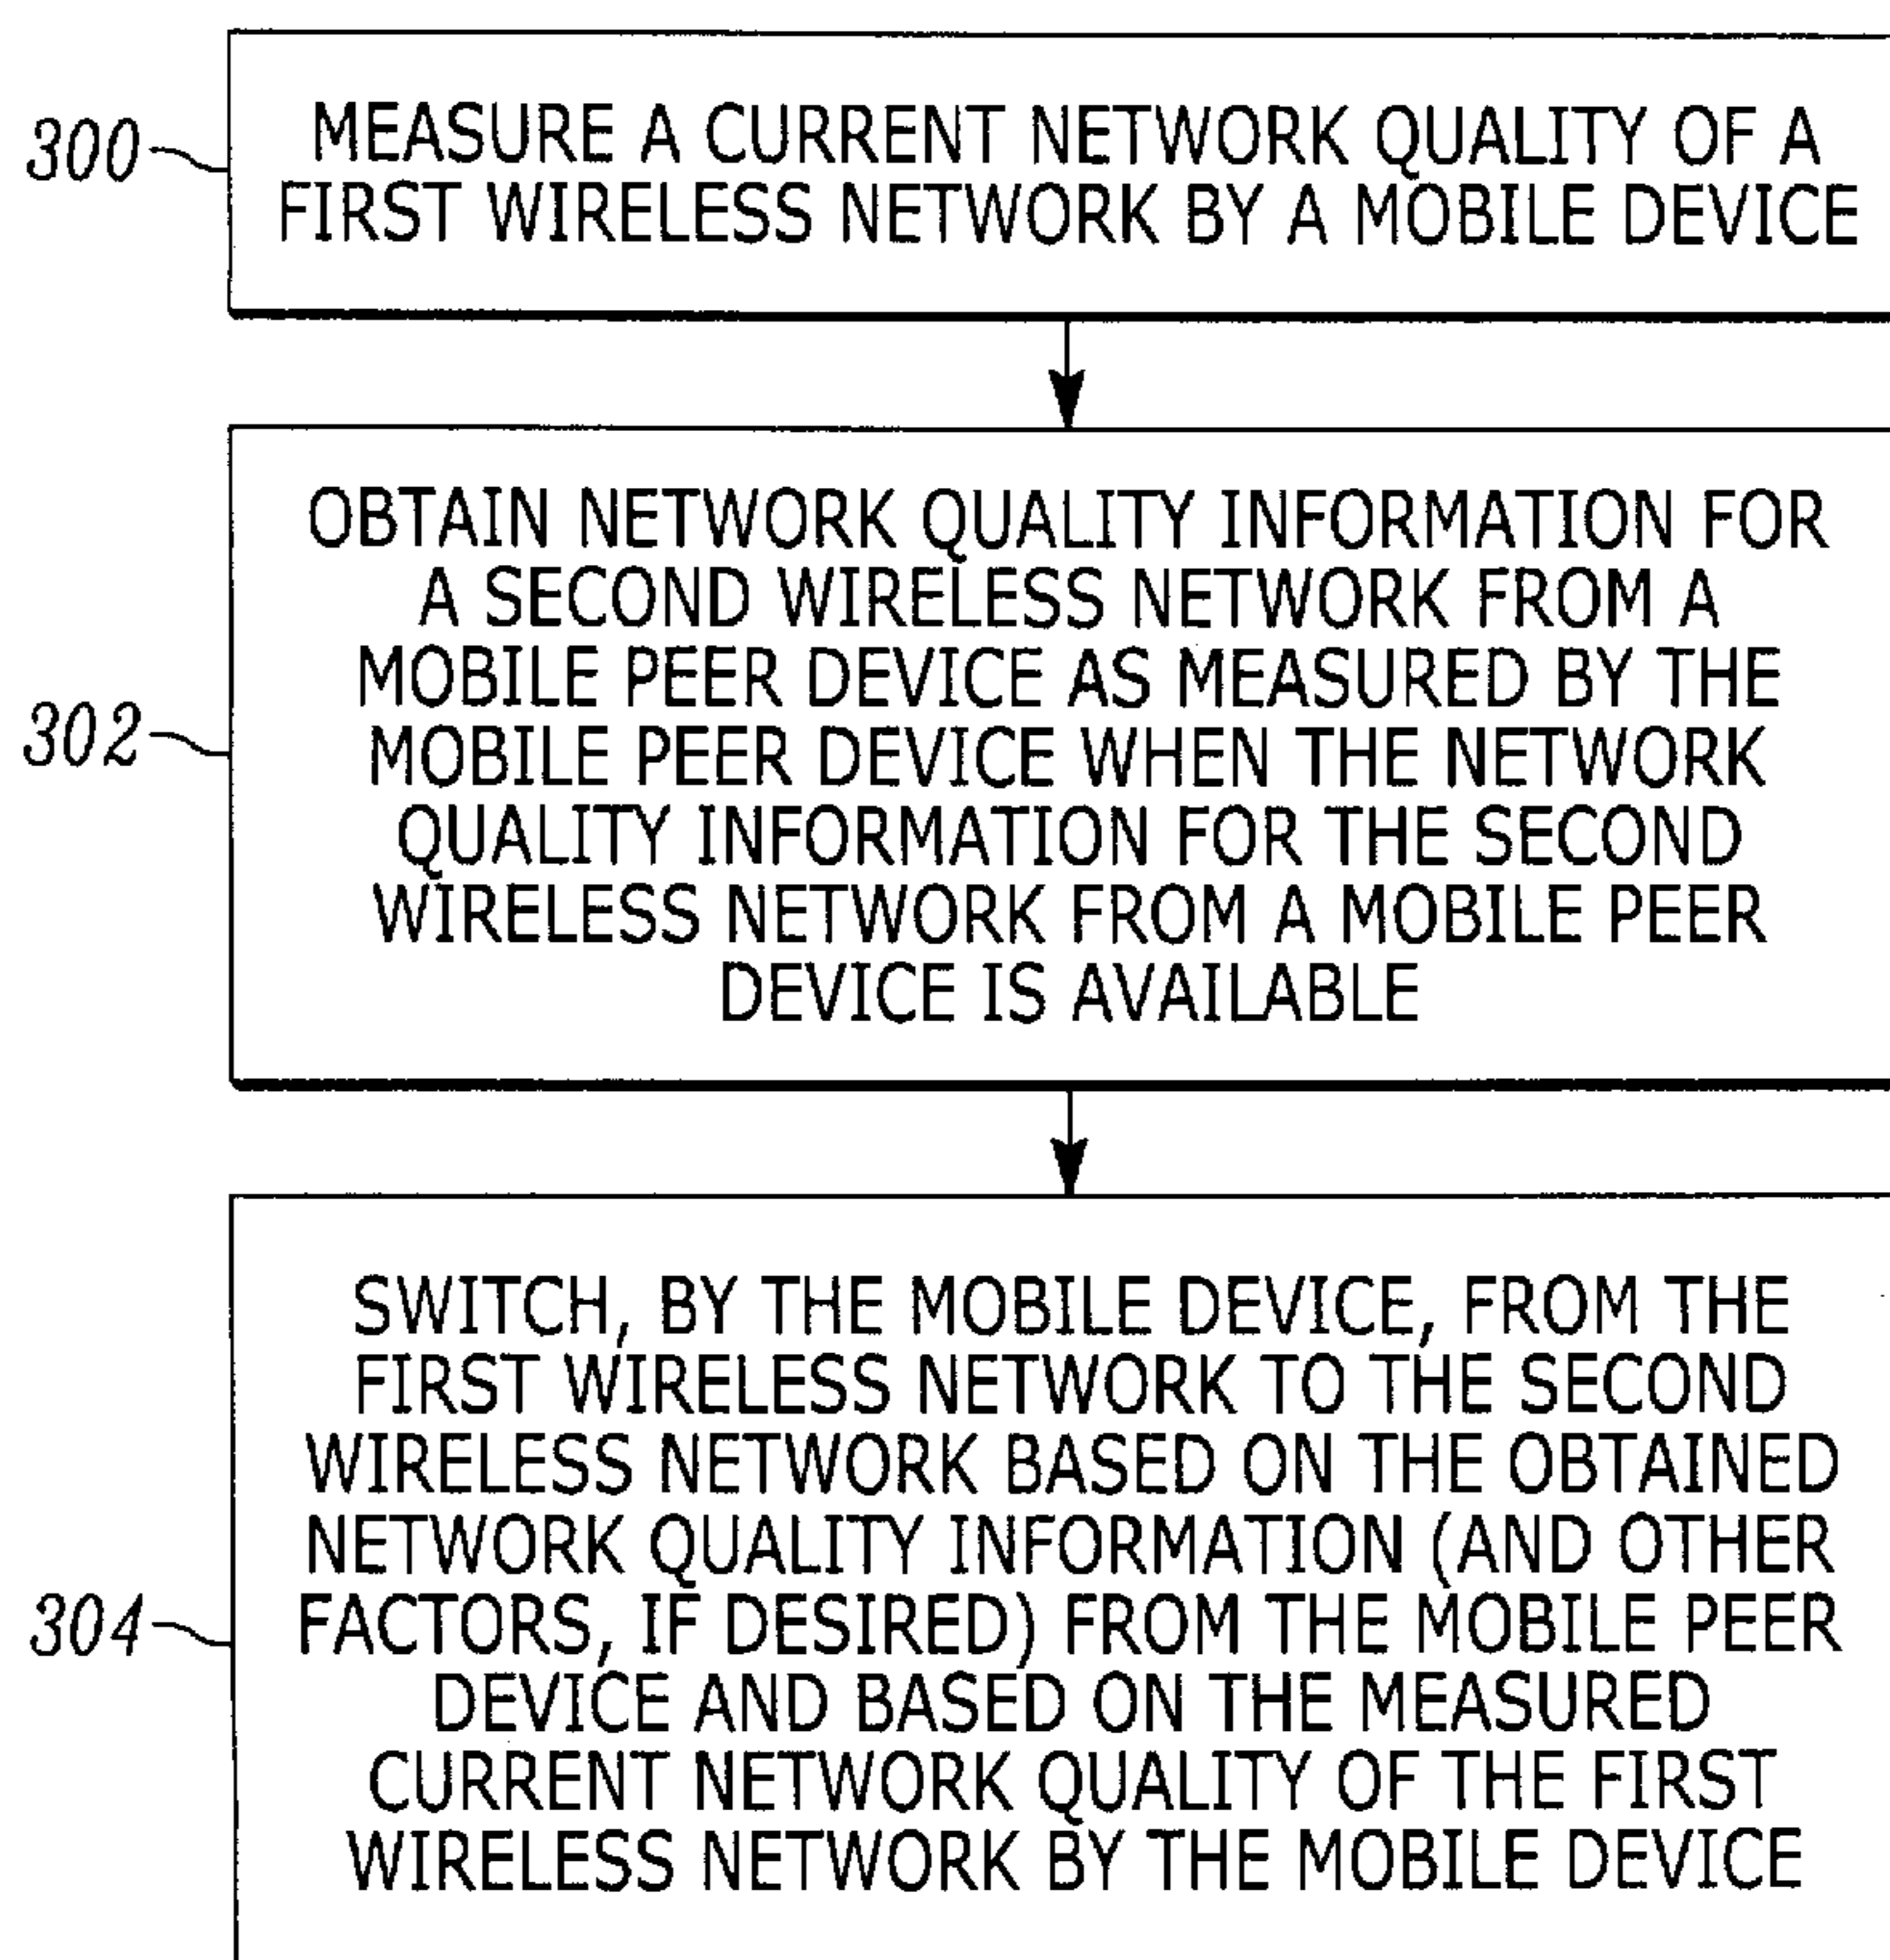 300
MEASURE A CURRENT NETWORK QUALITY OF A
FIRST WIRELESS NETWORK BY A MOBILE DEVICE
302
OBTAIN NETWORK QUALITY INFORMATION FOR
A SECOND WIRELESS NETWORK FROM A
MOBILE PEER DEVICE AS MEASURED BY THE
MOBILE PEER DEVICE WHEN THE NETWORK
QUALITY INFORMATION FOR THE SECOND
WIRELESS NETWORK FROM A MOBILE PEER
DEVICE IS AVAILABLE
304
SWITCH, BY THE MOBILE DEVICE, FROM THE
FIRST WIRELESS NETWORK TO THE SECOND
WIRELESS NETWORK BASED ON THE OBTAINED
NETWORK QUALITY INFORMATION (AND OTHER
FACTORS, IF DESIRED) FROM THE MOBILE PEER
DEVICE AND BASED ON THE MEASURED
CURRENT NETWORK QUALITY OF THE FIRST
WIRELESS NETWORK BY THE MOBILE DEVICE